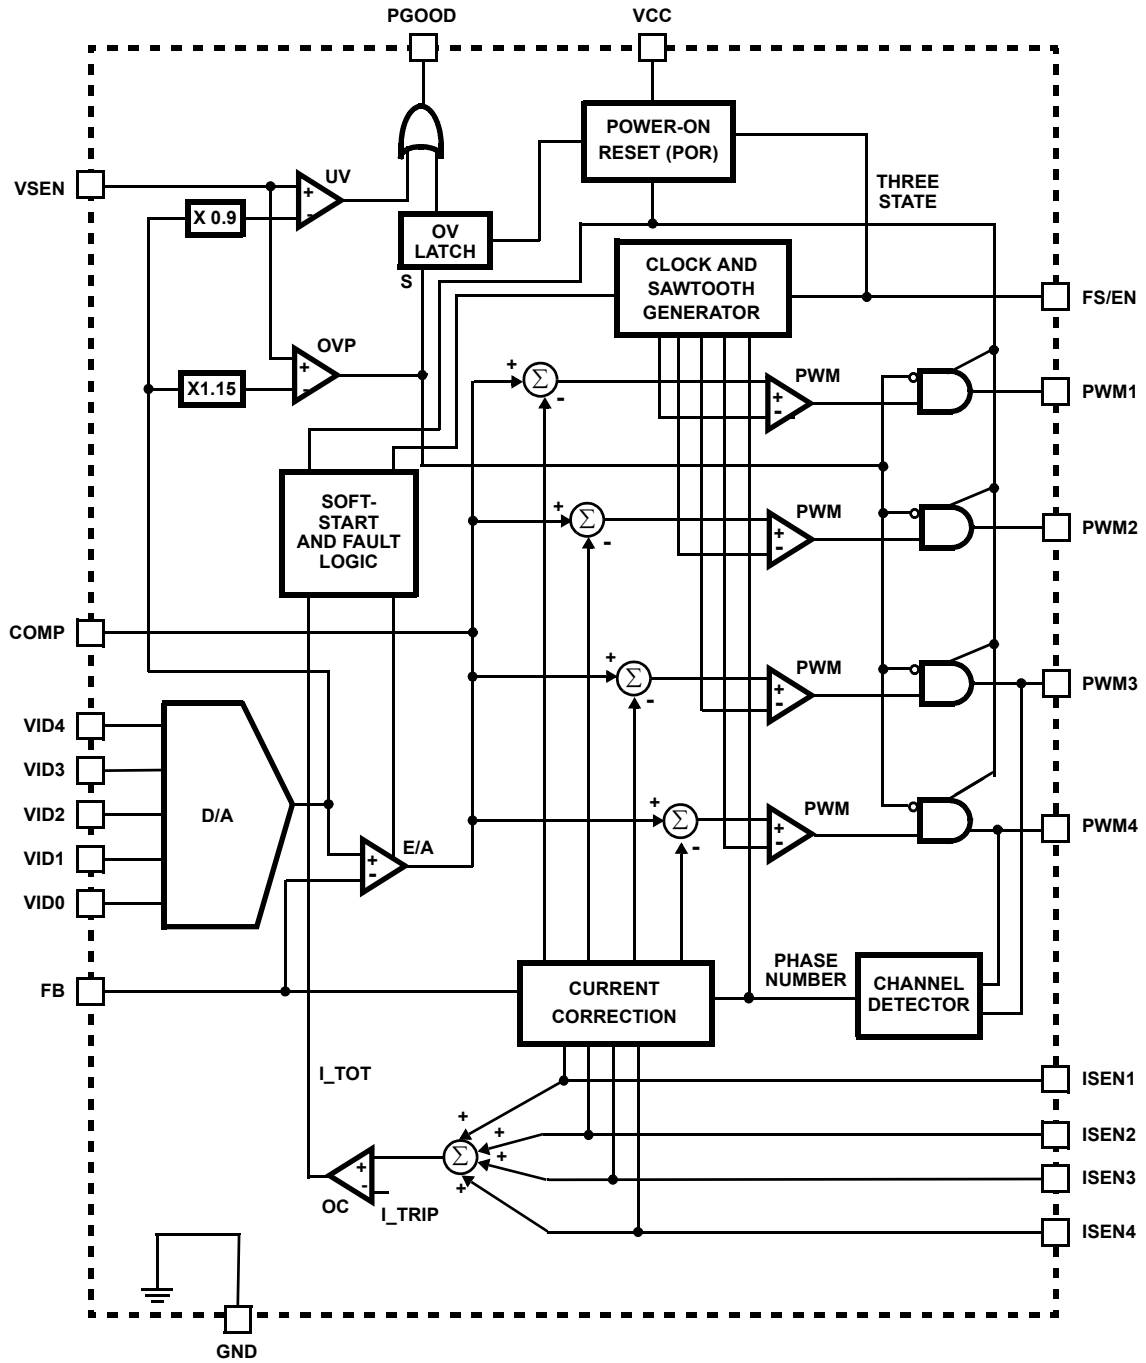 PGOOD
VCC
POWER-ON
RESET (POR)
VSEN
+
-
UV
X 0.9
OV
LATCH
S
THREE
STATE
CLOCK AND
SAWTOOTH
GENERATOR
FS/EN
OVP
+
-
X1.15
+
Σ
-
PWM
+
-
PWM1
SOFT-
START
AND FAULT
LOGIC
+
Σ
-
PWM
+
-
PWM2
COMP
+
Σ
-
PWM
+
-
PWM3
VID4
VID3
VID2
VID1
VID0
D/A
+
Σ
-
PWM
+
-
PWM4
E/A
+
-
FB
CURRENT
CORRECTION
PHASE
NUMBER
CHANNEL
DETECTOR
I_TOT
ISEN1
+
+
ISEN2
Σ
+
+
ISEN3
+
-
OC
I_TRIP
ISEN4
GND